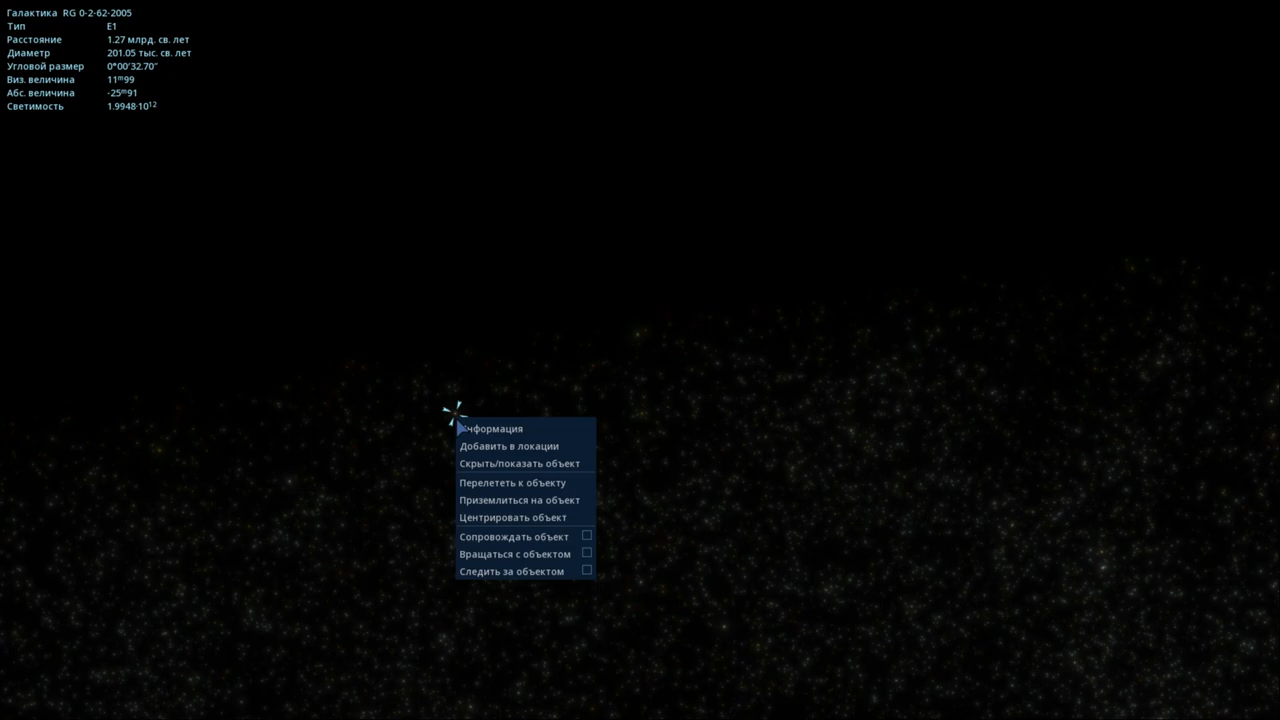 Галактика RG 0-2-62-2005
Тип E1
Расстояние 1.27 млрд. св. лет
Диаметр 201.05 тыс. св. лет
Угловой размер 0°00′32.70″
Виз. величина 11ᵐ99
Абс. величина -25ᵐ91
Светимость 1.9948·10¹²
Информация
Добавить в локации
Скрыть/показать объект
Перелететь к объекту
Приземлиться на объект
Центрировать объект
Сопровождать объект
Вращаться с объектом
Следить за объектом